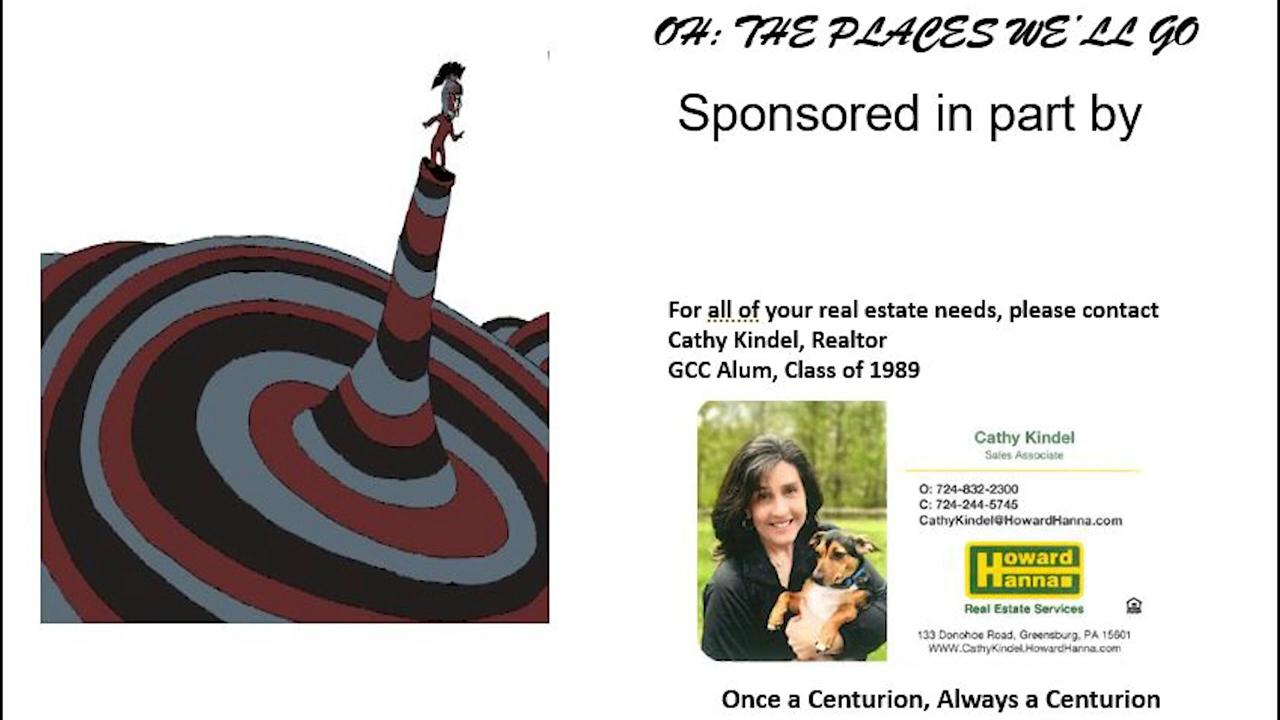 OH: THE PLACES WE'LL GO
Sponsored in part by
For all of your real estate needs, please contact
Cathy Kindel, Realtor
GCC Alum, Class of 1989
Cathy Kindel
Sales Associate
O: 724-832-2300
C: 724-244-5745
CathyKindel@HowardHanna.com
Howard
Hanna
Real Estate Services
133 Donohoe Road, Greensburg, PA 15601
WWW.CathyKindel.HowardHanna.com
Once a Centurion, Always a Centurion